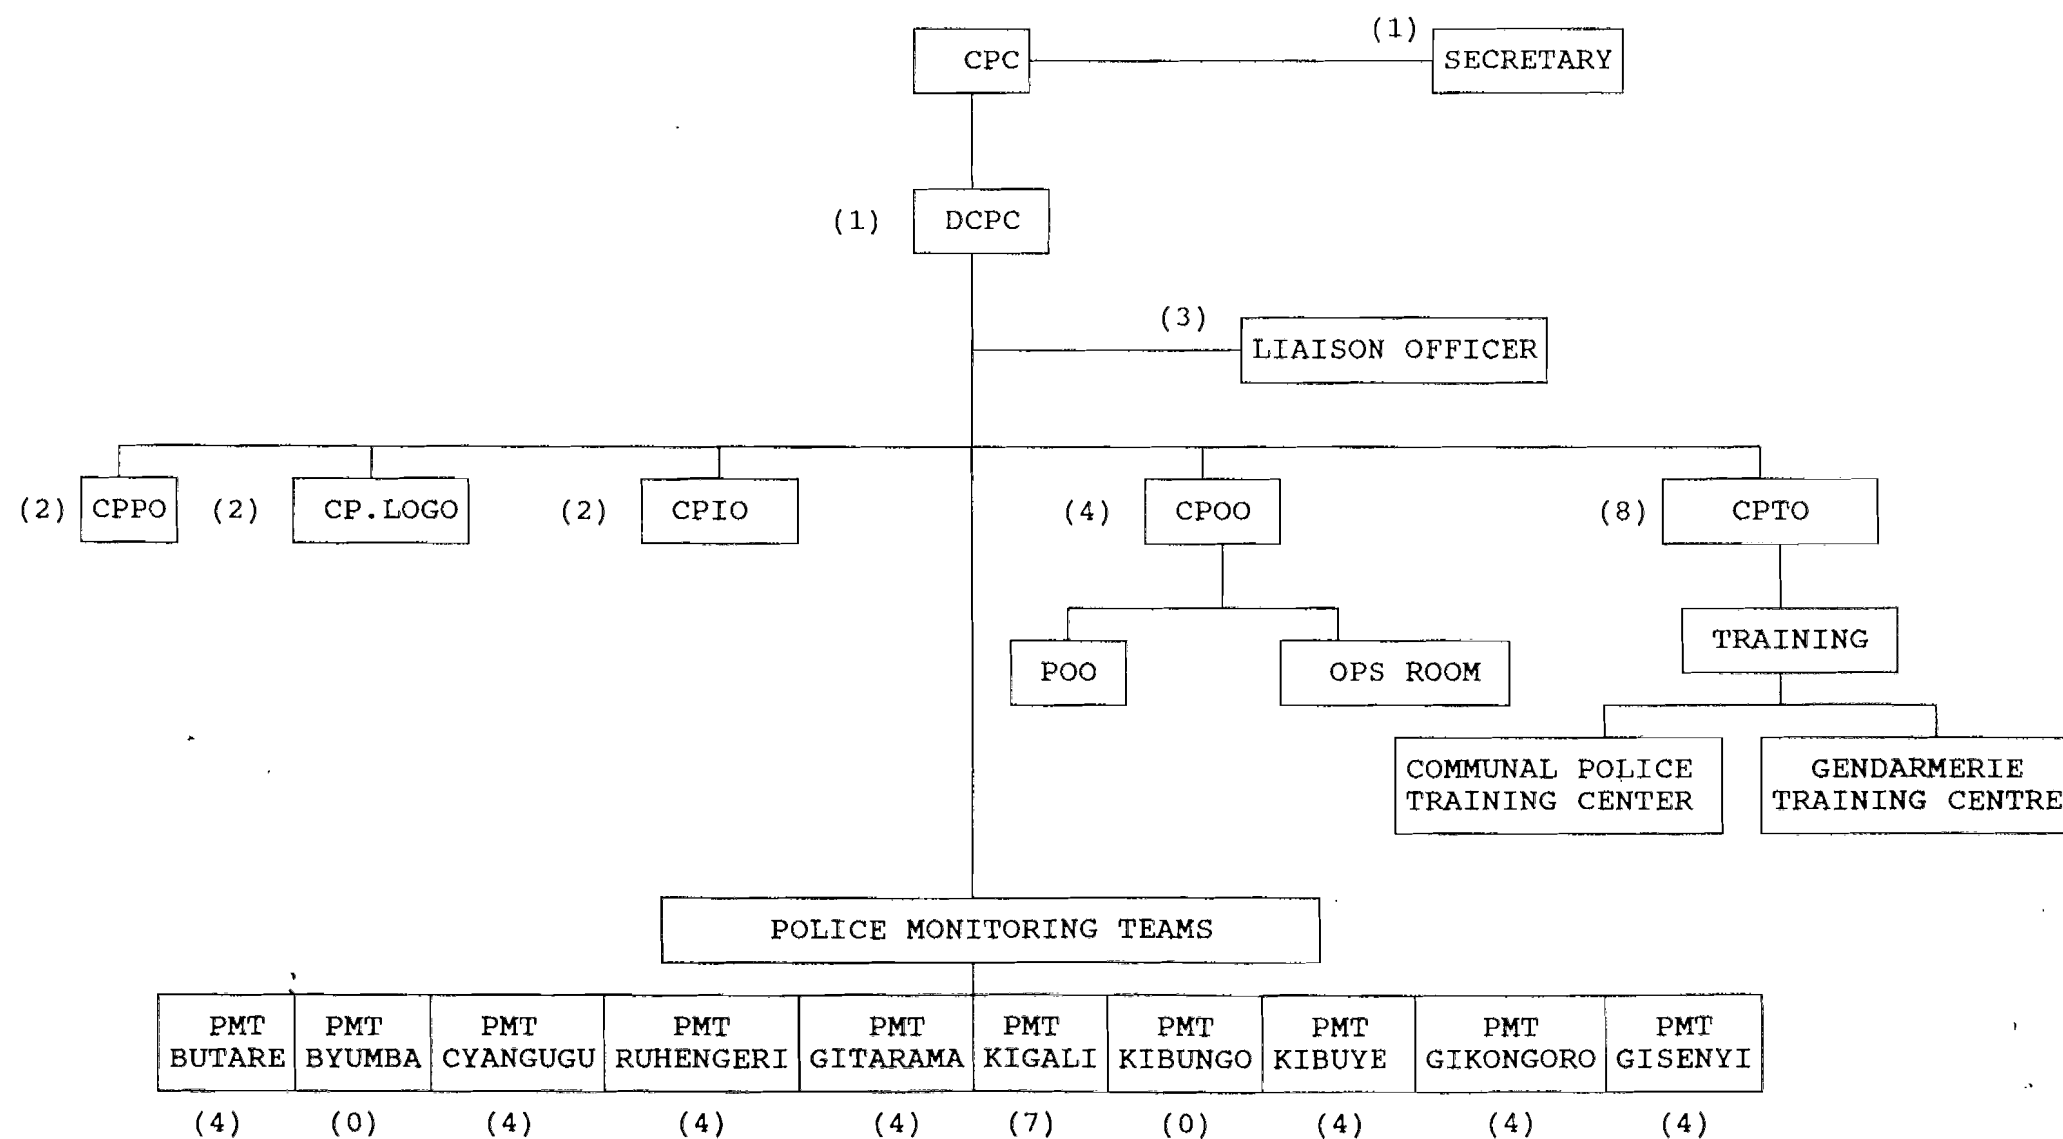 (1)
CPC
SECRETARY
(1)
DCPC
(3)
LIAISON OFFICER
(2) CPPO
(2) CP.LOGO
(2) CPIO
(4) CPOO
(8) CPTO
POO
OPS ROOM
TRAINING
COMMUNAL POLICE
TRAINING CENTER
GENDARMERIE
TRAINING CENTRE
POLICE MONITORING TEAMS
PMT
BUTARE
PMT
BYUMBA
PMT
CYANGUGU
PMT
RUHENGERI
PMT
GITARAMA
PMT
KIGALI
PMT
KIBUNGO
PMT
KIBUYE
PMT
GIKONGORO
PMT
GISENYI
(4) (0) (4) (4) (4) (7) (0) (4) (4) (4)